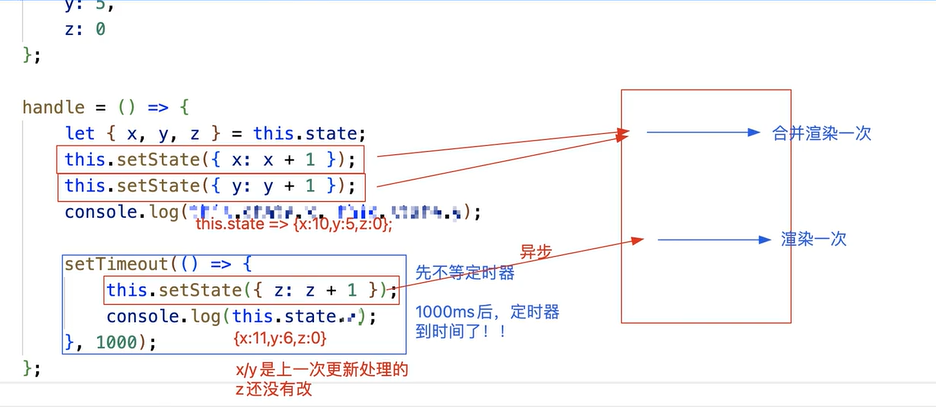 y: 5,
z: 0
};
handle = () => {
let { x, y, z } = this.state;
this.setState({ x: x + 1 });
合并渲染一次
this.setState({ y: y + 1 });
console.log(
);
this.state => {x:10,y:5,z:0};
渲染一次
异步
setTimeout(() => {
先不等定时器
this.setState({ z: z + 1 });
console.log(this.state
);
1000ms后，定时器
到时间了！！
{x:11,y:6,z:0}
}, 1000);
};
x/y是上一次更新处理的
z还没有改